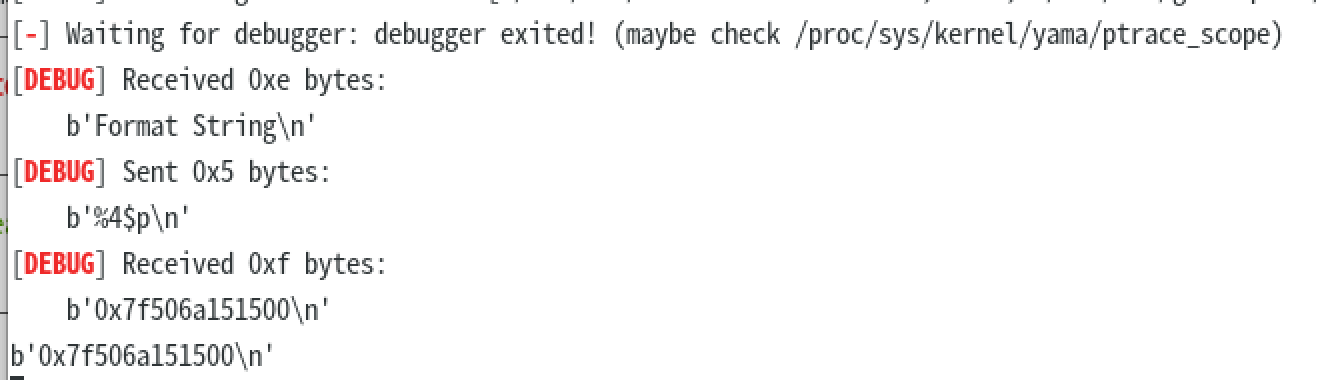 [-] Waiting for debugger: debugger exited! (maybe check /proc/sys/kernel/yama/ptrace_scope)
[DEBUG] Received 0xe bytes:
    b'Format String\n'
[DEBUG] Sent 0x5 bytes:
    b'%4$p\n'
[DEBUG] Received 0xf bytes:
    b'0x7f506a151500\n'
b'0x7f506a151500\n'